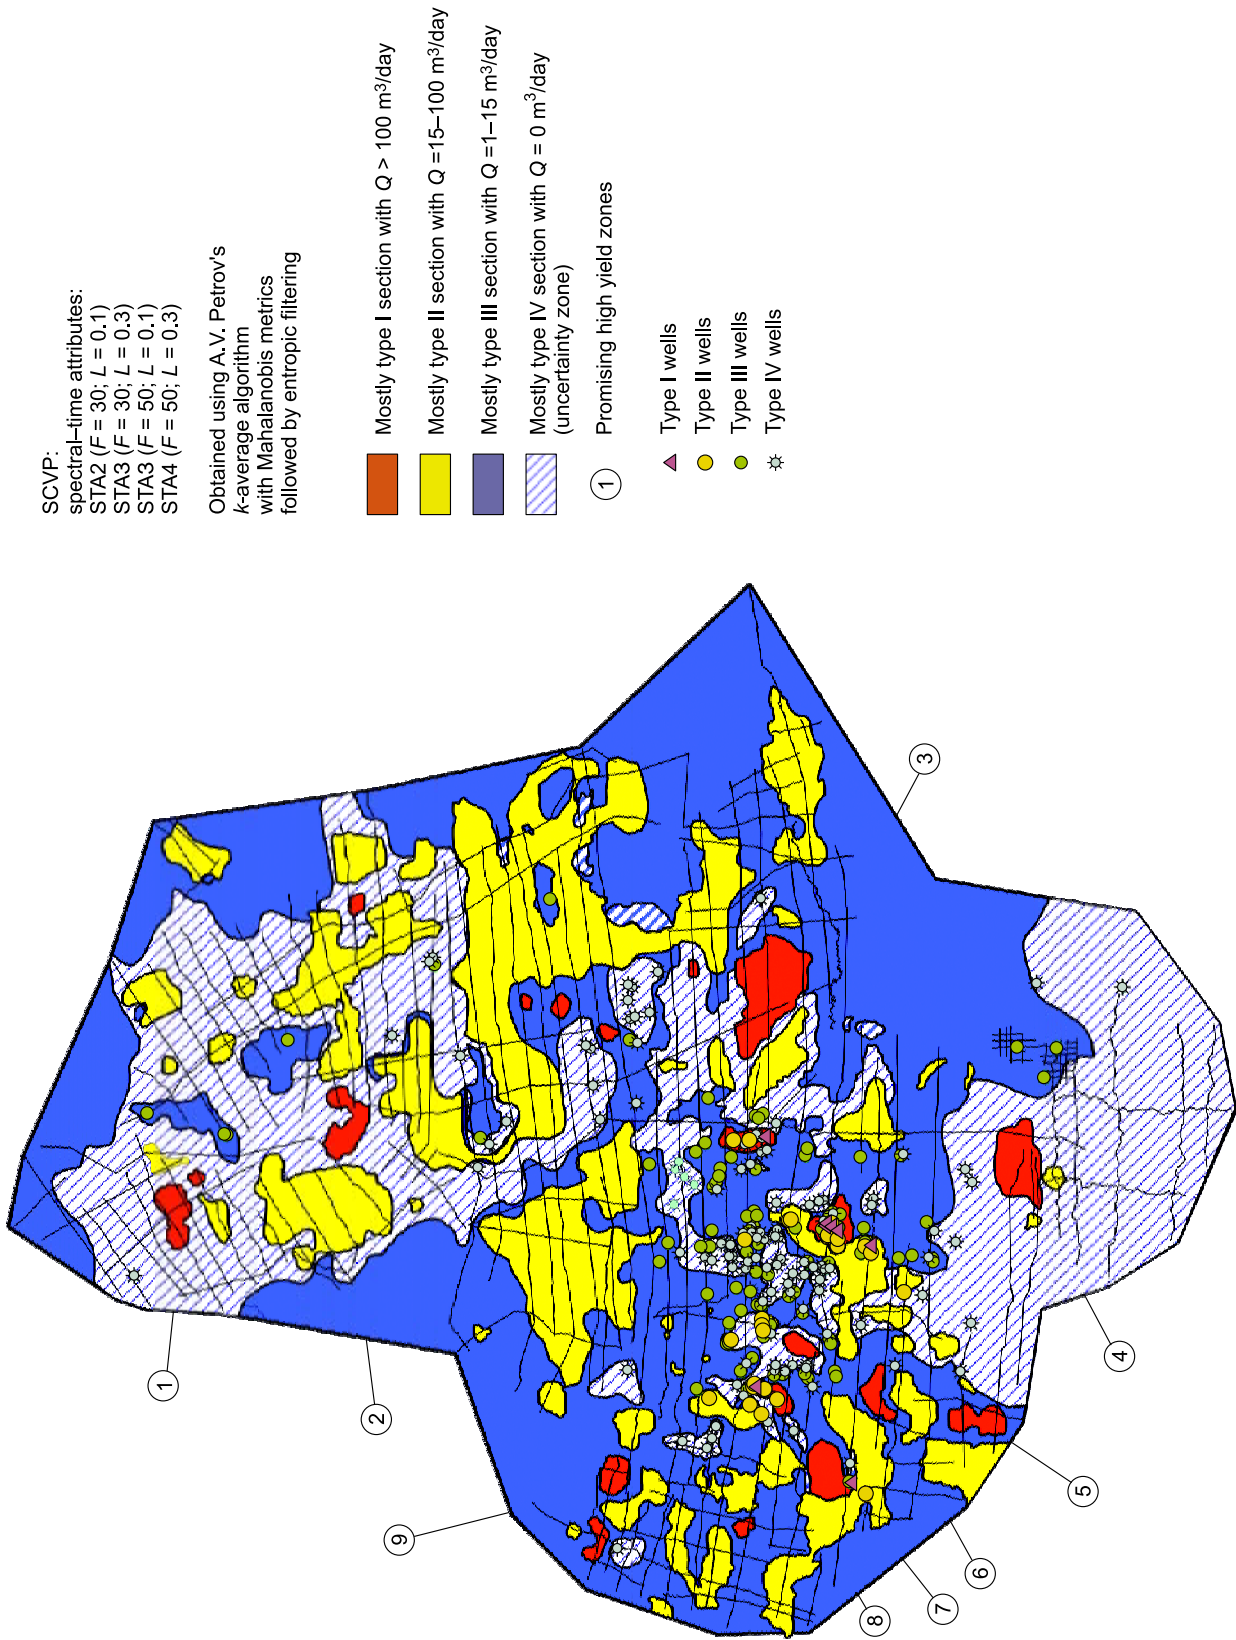 SCVP:
spectral–time attributes:
STA2 (F = 30; L = 0.1)
STA3 (F = 30; L = 0.3)
STA3 (F = 50; L = 0.1)
STA4 (F = 50; L = 0.3)
Obtained using A.V. Petrov's
k-average algorithm
with Mahalanobis metrics
followed by entropic filtering
Mostly type I section with Q > 100 m³/day
Mostly type II section with Q =15–100 m³/day
Mostly type III section with Q =1–15 m³/day
Mostly type IV section with Q = 0 m³/day
(uncertainty zone)
1 Promising high yield zones
Type I wells
Type II wells
Type III wells
Type IV wells
1
2
3
4
5
6
7
8
9